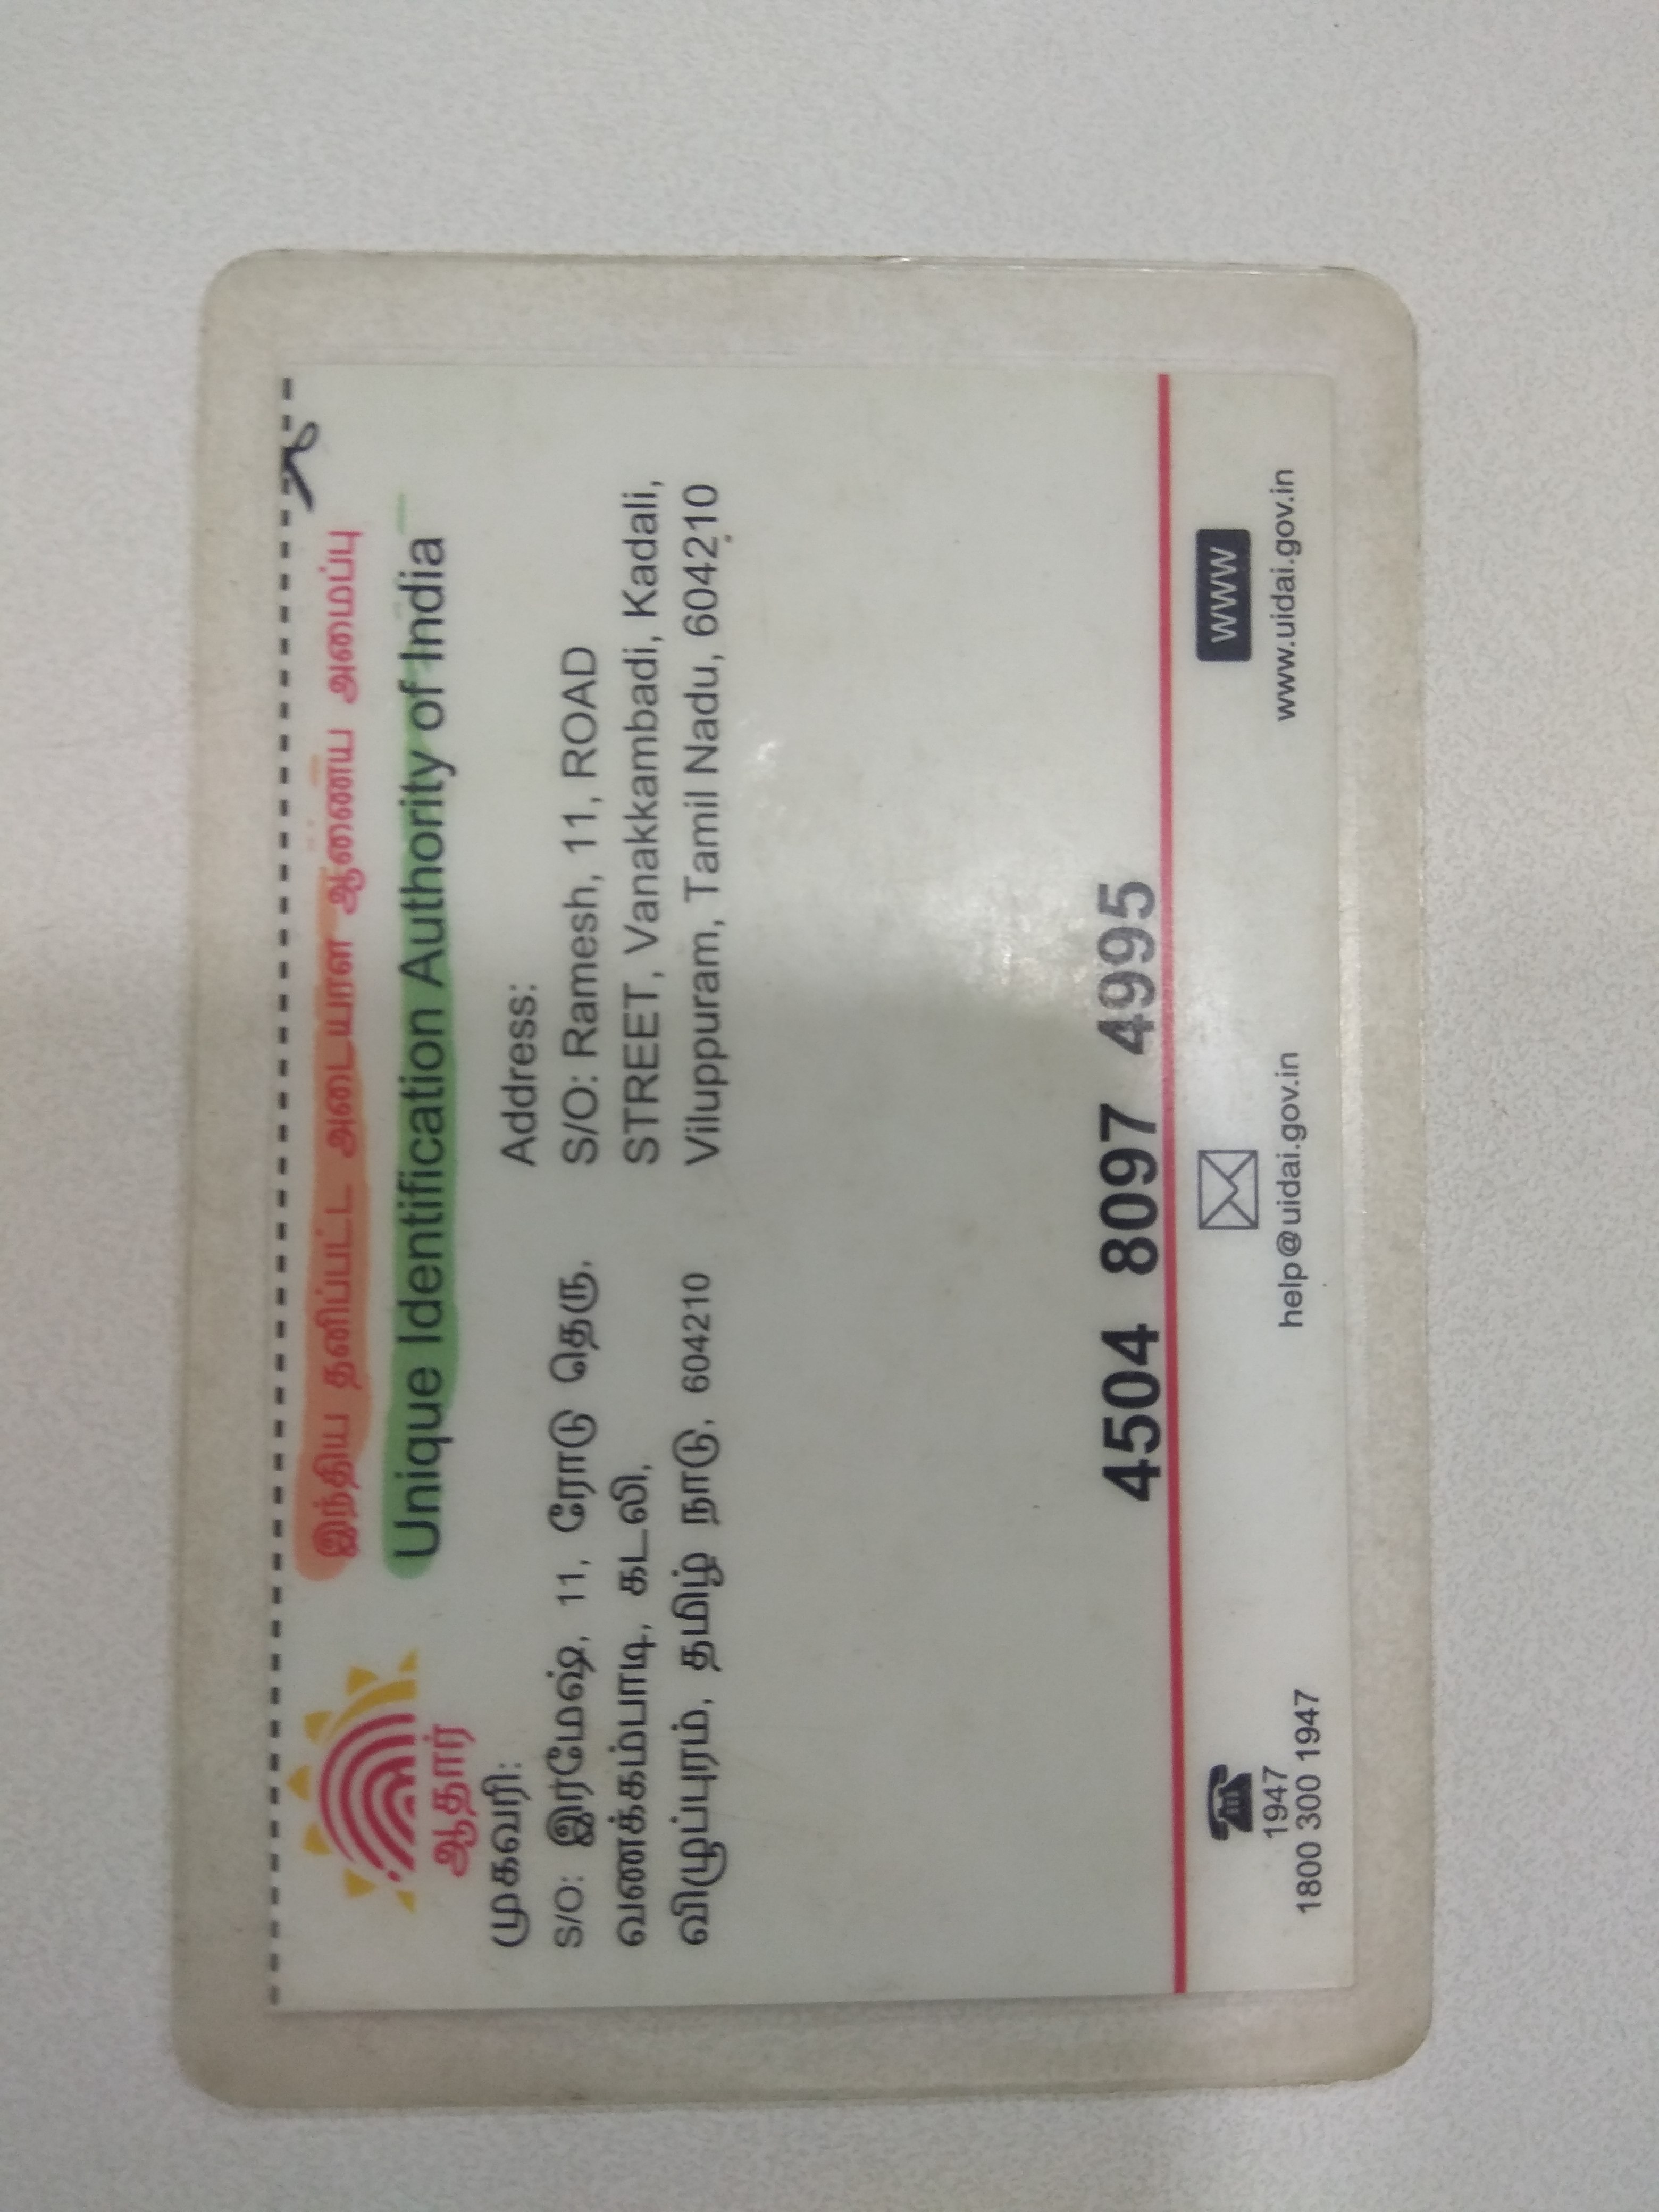 இந்திய தனிப்பட்ட அடையாள ஆணைய அமைப்பு
Unique Identification Authority of India
ஆதார்
முகவரி:
S/O: இரமேஷ், 11, ரோடு தெரு,
வணக்கம்பாடி, கடலி,
விழுப்புரம், தமிழ் நாடு, 604210
Address:
S/O: Ramesh, 11, ROAD
STREET, Vanakkambadi, Kadali,
Viluppuram, Tamil Nadu, 604210
4504 8097 4995
1947
1800 300 1947
help@uidai.gov.in
www
www.uidai.gov.in